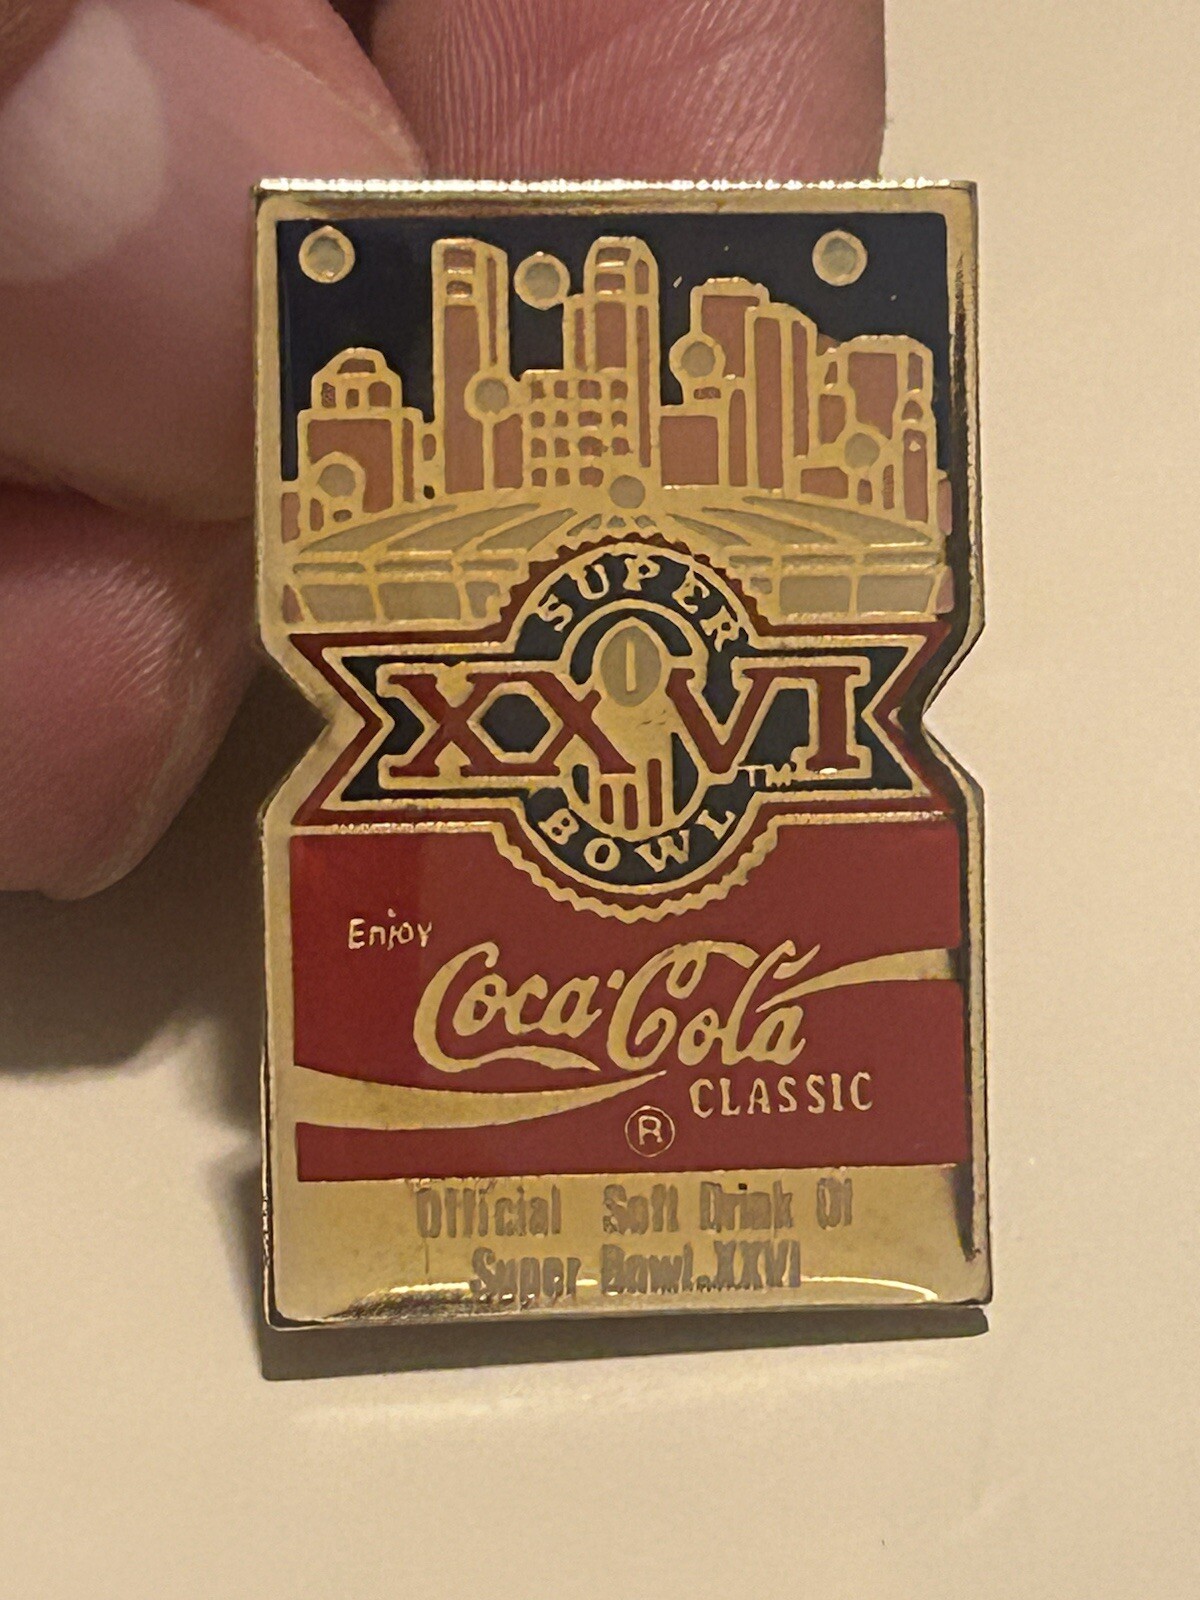 SUPER
XXVI
TM
BOWL
Enjoy
Coca-Cola
CLASSIC
®
Official Soft Drink Of
Super Bowl XXVI